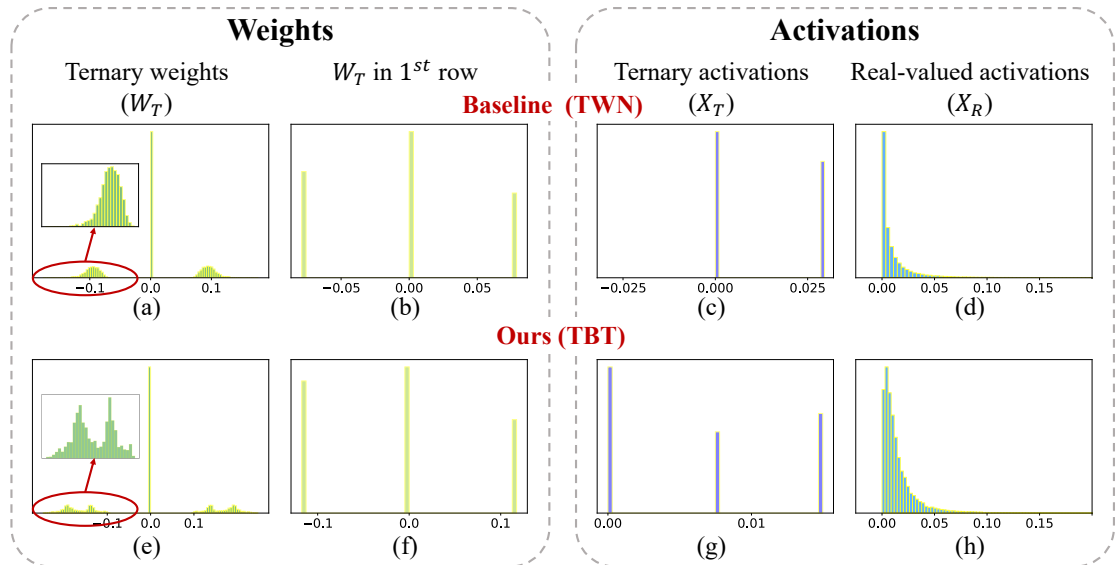 Weights Activations
Ternary weights W_T in 1^st row Ternary activations Real-valued activations
(W_T) (X_T) (X_R)
Baseline (TWN)
−0.1 0.0 0.1 −0.05 0.00 0.05 −0.025 0.000 0.025 0.00 0.05 0.10 0.15
(a) (b) (c) (d)
Ours (TBT)
−0.1 0.0 0.1 −0.1 0.0 0.1 0.00 0.01 0.00 0.05 0.10 0.15
(e) (f) (g) (h)